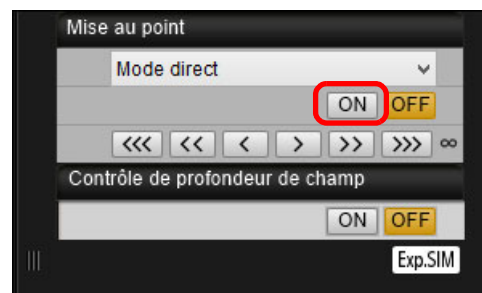 Mise au point
Mode direct
ON OFF
<<< << < > >> >>> ∞
Contrôle de profondeur de champ
ON OFF
Exp.SIM